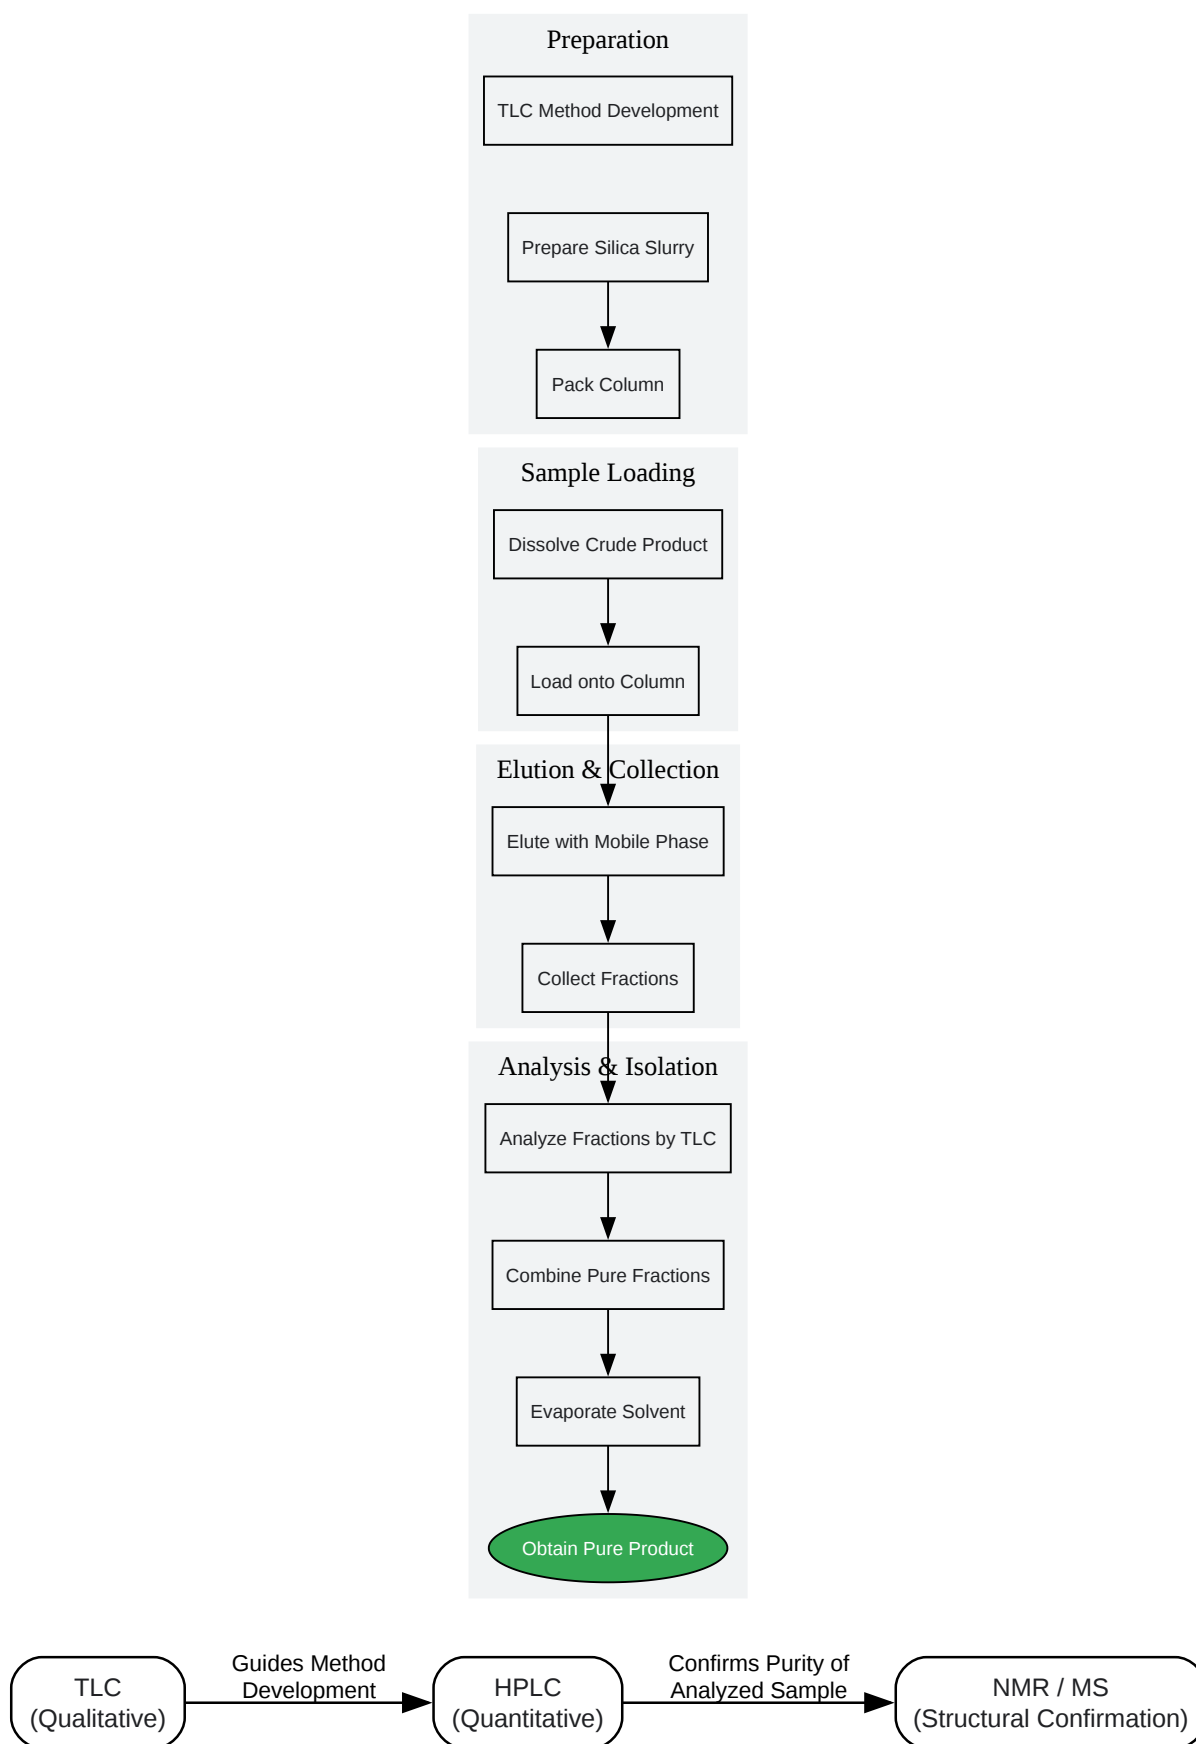 Preparation
TLC Method Development
Prepare Silica Slurry
Pack Column
Sample Loading
Dissolve Crude Product
Load onto Column
Elution & Collection
Elute with Mobile Phase
Collect Fractions
Analysis & Isolation
Analyze Fractions by TLC
Combine Pure Fractions
Evaporate Solvent
Obtain Pure Product
TLC
(Qualitative)
Guides Method
Development
HPLC
(Quantitative)
Confirms Purity of
Analyzed Sample
NMR / MS
(Structural Confirmation)